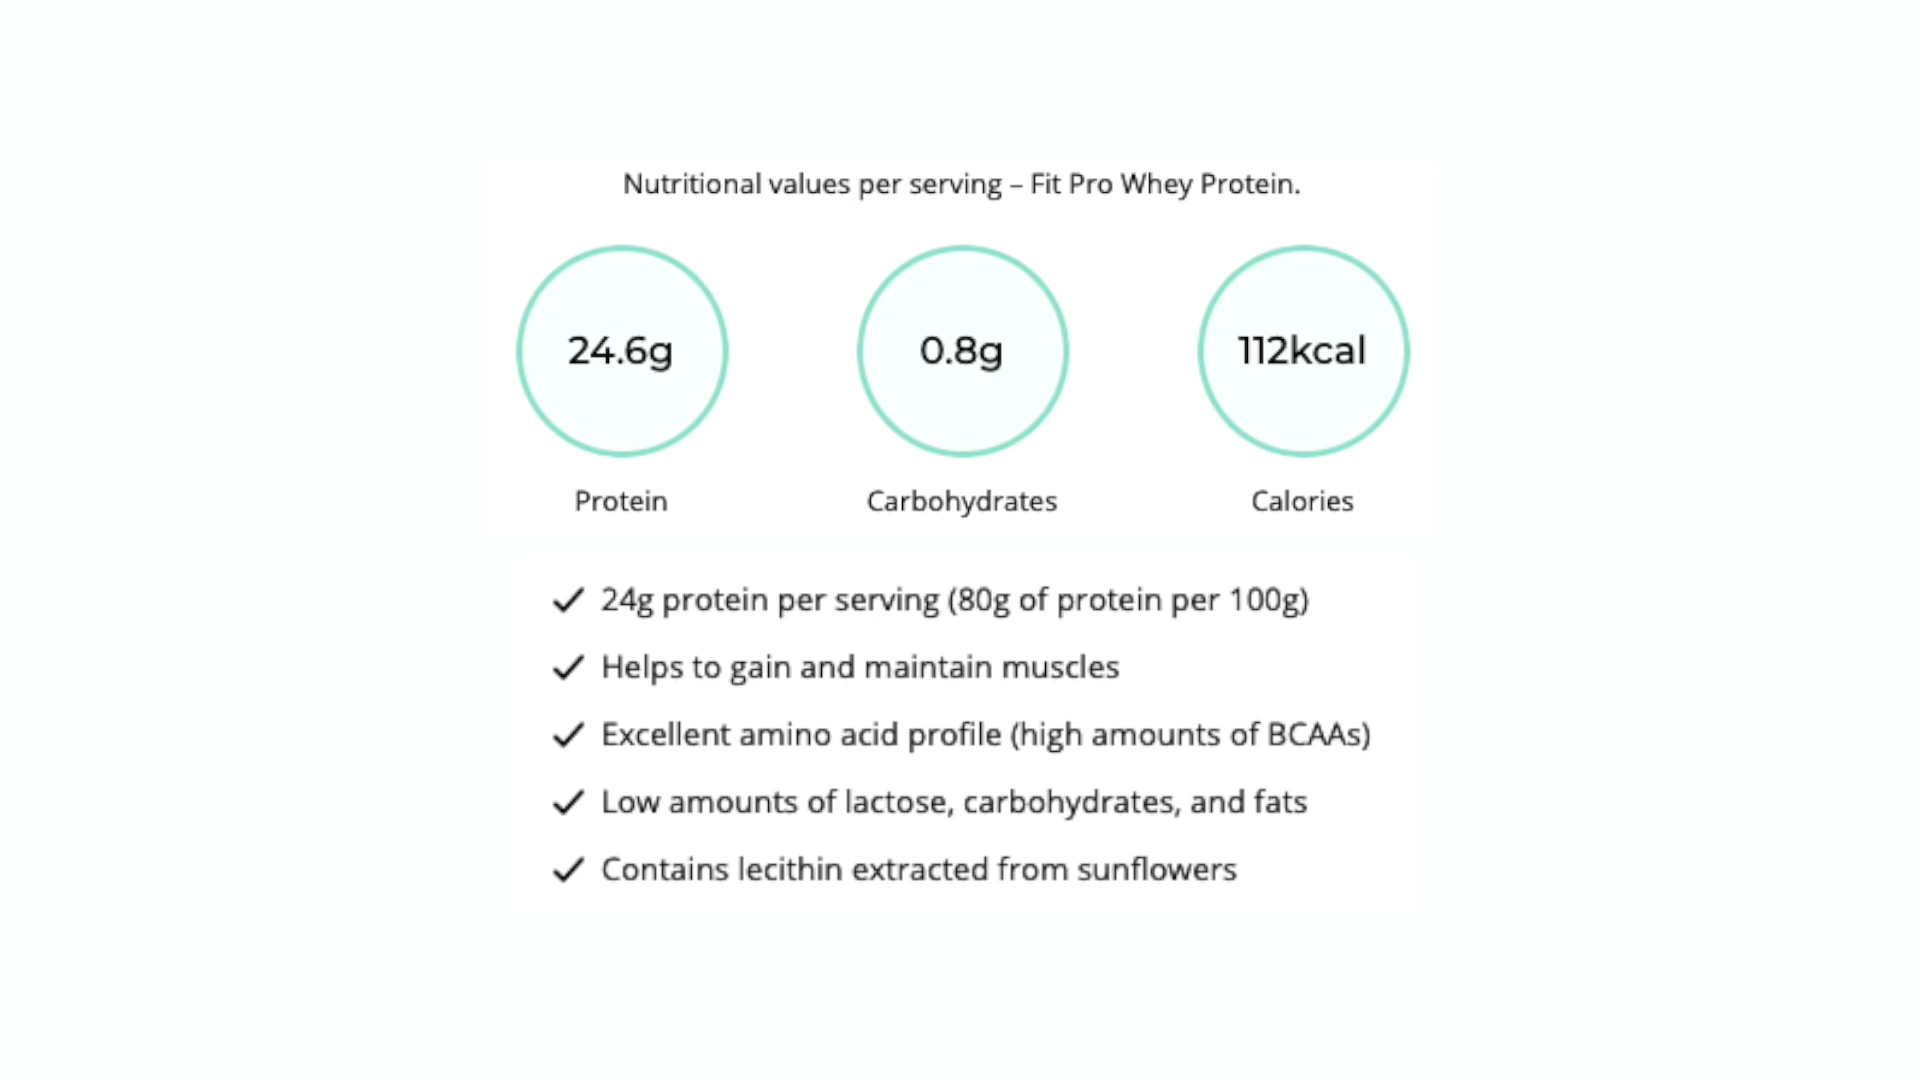 Nutritional values per serving – Fit Pro Whey Protein.
24.6g
0.8g
112kcal
Protein
Carbohydrates
Calories
24g protein per serving (80g of protein per 100g)
Helps to gain and maintain muscles
Excellent amino acid profile (high amounts of BCAAs)
Low amounts of lactose, carbohydrates, and fats
Contains lecithin extracted from sunflowers